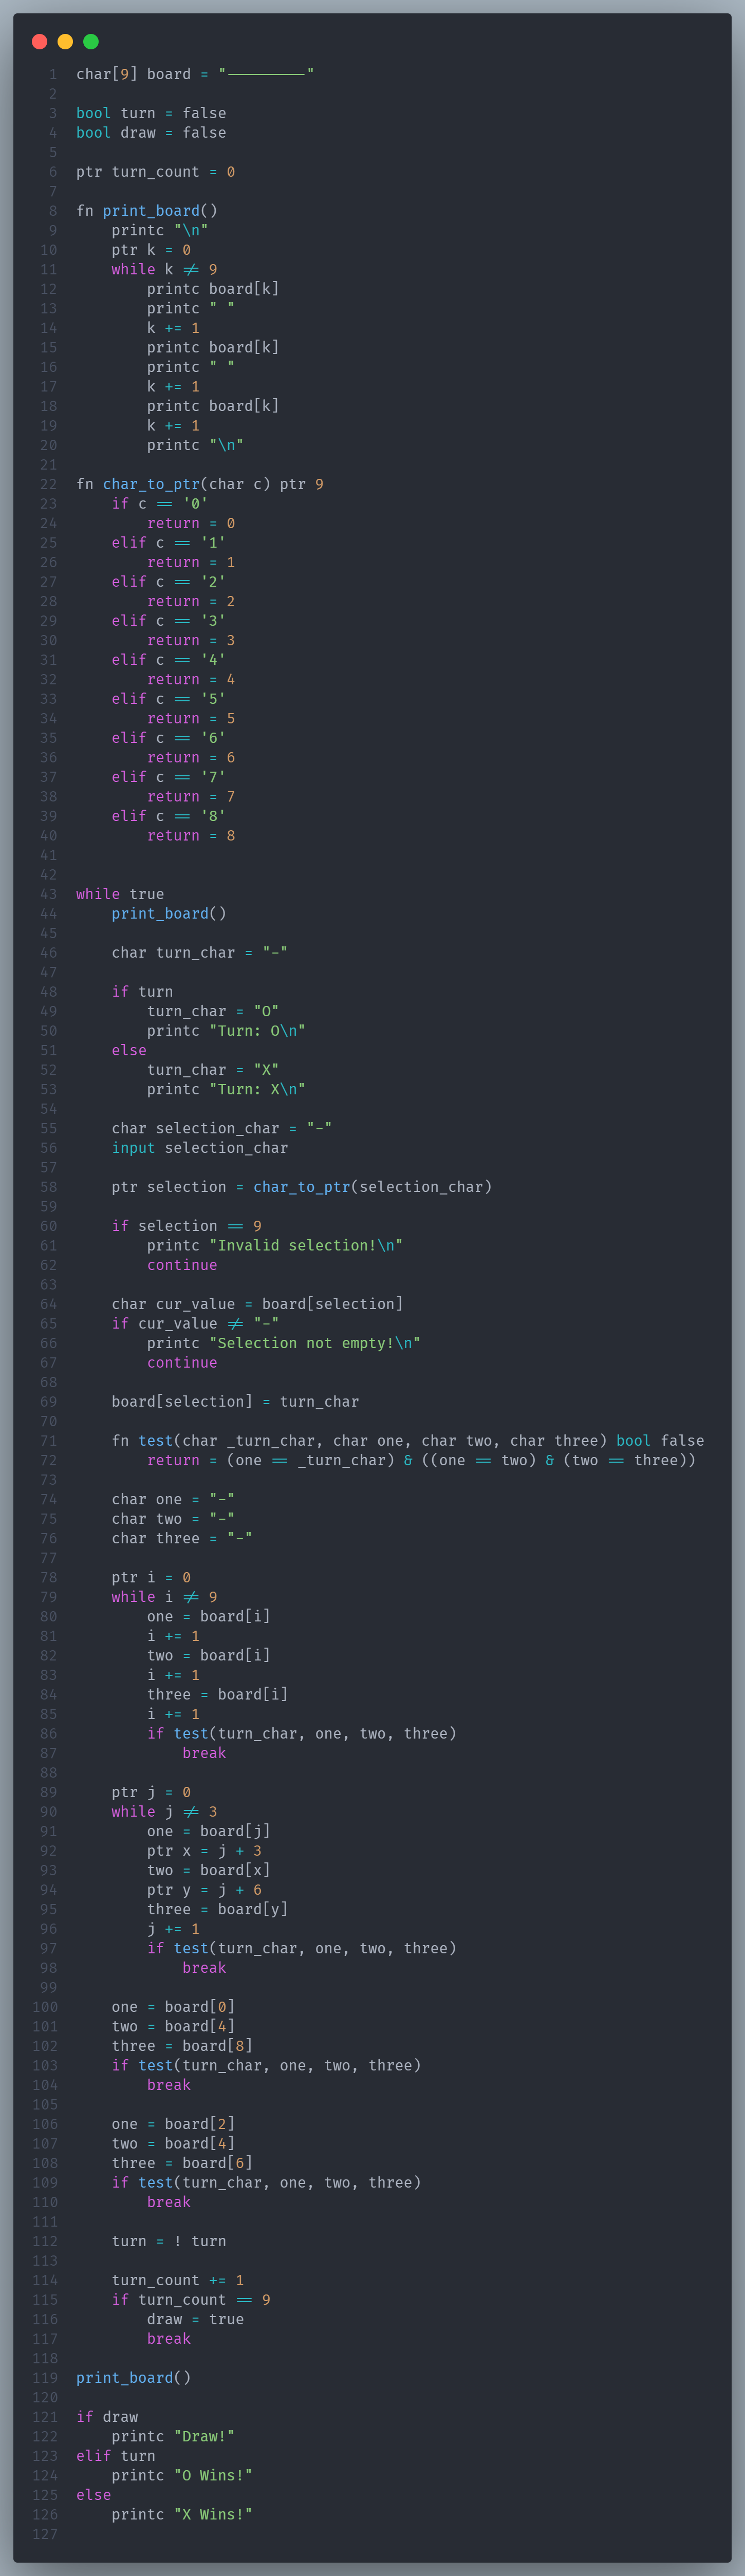 1 char[9] board = "---------"
2
3 bool turn = false
4 bool draw = false
5
6 ptr turn_count = 0
7
8 fn print_board()
9     printc "\n"
10     ptr k = 0
11     while k != 9
12         printc board[k]
13         printc " "
14         k += 1
15         printc board[k]
16         printc " "
17         k += 1
18         printc board[k]
19         k += 1
20         printc "\n"
21
22 fn char_to_ptr(char c) ptr 9
23     if c == '0'
24         return = 0
25     elif c == '1'
26         return = 1
27     elif c == '2'
28         return = 2
29     elif c == '3'
30         return = 3
31     elif c == '4'
32         return = 4
33     elif c == '5'
34         return = 5
35     elif c == '6'
36         return = 6
37     elif c == '7'
38         return = 7
39     elif c == '8'
40         return = 8
41
42
43 while true
44     print_board()
45
46     char turn_char = "-"
47
48     if turn
49         turn_char = "O"
50         printc "Turn: O\n"
51     else
52         turn_char = "X"
53         printc "Turn: X\n"
54
55     char selection_char = "-"
56     input selection_char
57
58     ptr selection = char_to_ptr(selection_char)
59
60     if selection == 9
61         printc "Invalid selection!\n"
62         continue
63
64     char cur_value = board[selection]
65     if cur_value != "-"
66         printc "Selection not empty!\n"
67         continue
68
69     board[selection] = turn_char
70
71     fn test(char _turn_char, char one, char two, char three) bool false
72         return = (one == _turn_char) & ((one == two) & (two == three))
73
74     char one = "-"
75     char two = "-"
76     char three = "-"
77
78     ptr i = 0
79     while i != 9
80         one = board[i]
81         i += 1
82         two = board[i]
83         i += 1
84         three = board[i]
85         i += 1
86         if test(turn_char, one, two, three)
87             break
88
89     ptr j = 0
90     while j != 3
91         one = board[j]
92         ptr x = j + 3
93         two = board[x]
94         ptr y = j + 6
95         three = board[y]
96         j += 1
97         if test(turn_char, one, two, three)
98             break
99
100     one = board[0]
101     two = board[4]
102     three = board[8]
103     if test(turn_char, one, two, three)
104         break
105
106     one = board[2]
107     two = board[4]
108     three = board[6]
109     if test(turn_char, one, two, three)
110         break
111
112     turn = ! turn
113
114     turn_count += 1
115     if turn_count == 9
116         draw = true
117         break
118
119 print_board()
120
121 if draw
122     printc "Draw!"
123 elif turn
124     printc "O Wins!"
125 else
126     printc "X Wins!"
127